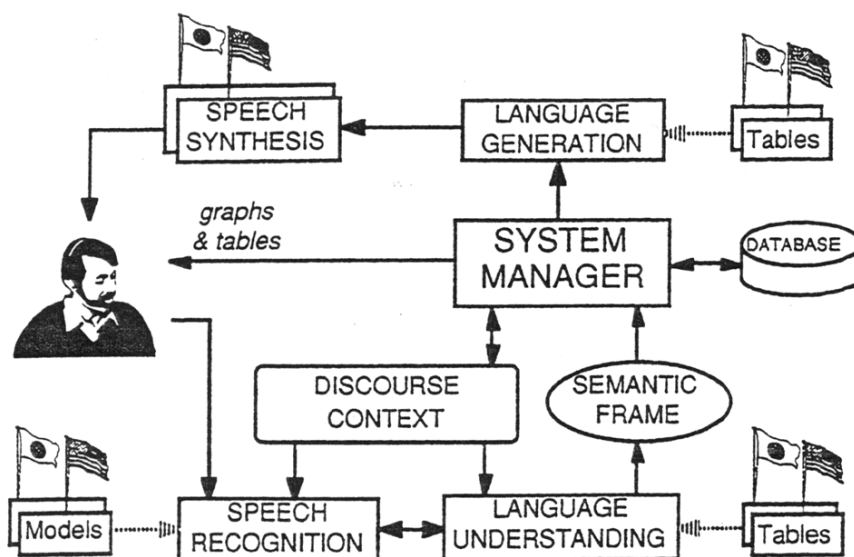 SPEECH
SYNTHESIS
LANGUAGE
GENERATION
Tables
graphs
& tables
SYSTEM
MANAGER
DATABASE
DISCOURSE
CONTEXT
SEMANTIC
FRAME
Models
SPEECH
RECOGNITION
LANGUAGE
UNDERSTANDING
Tables